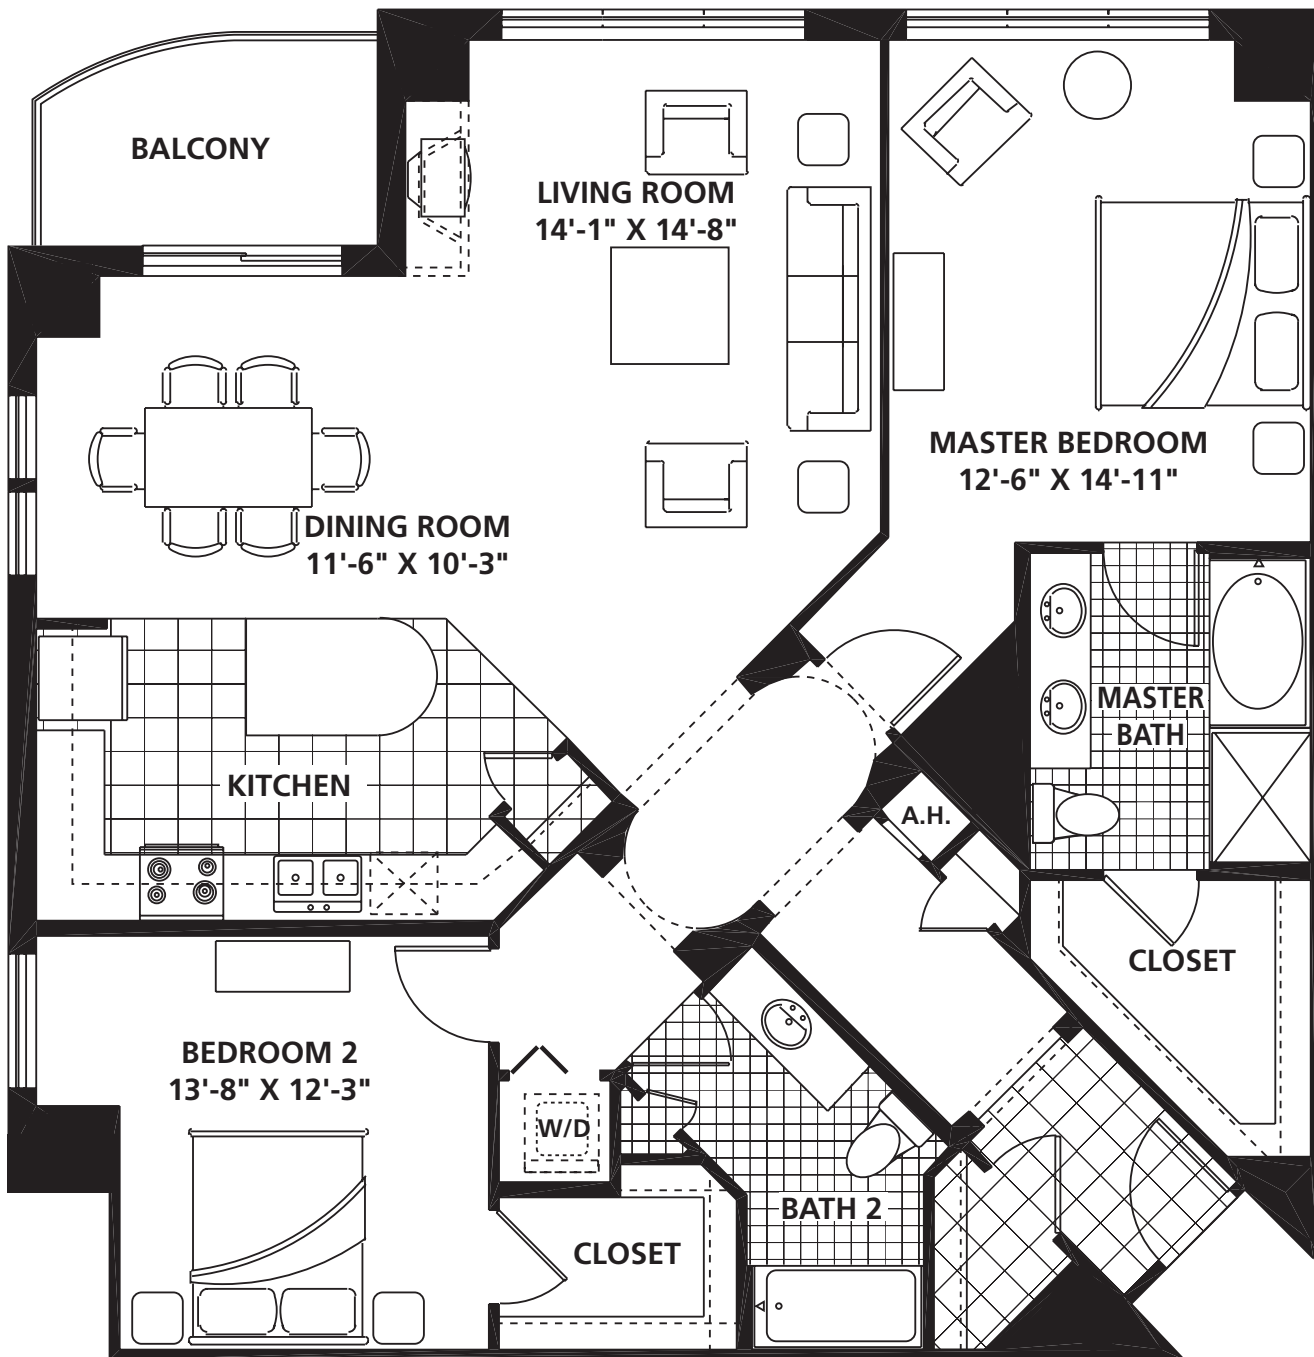 BALCONY
LIVING ROOM
14'-1" X 14'-8"
MASTER BEDROOM
12'-6" X 14'-11"
DINING ROOM
11'-6" X 10'-3"
MASTER
BATH
KITCHEN
A.H.
CLOSET
BEDROOM 2
13'-8" X 12'-3"
W/D
BATH 2
CLOSET